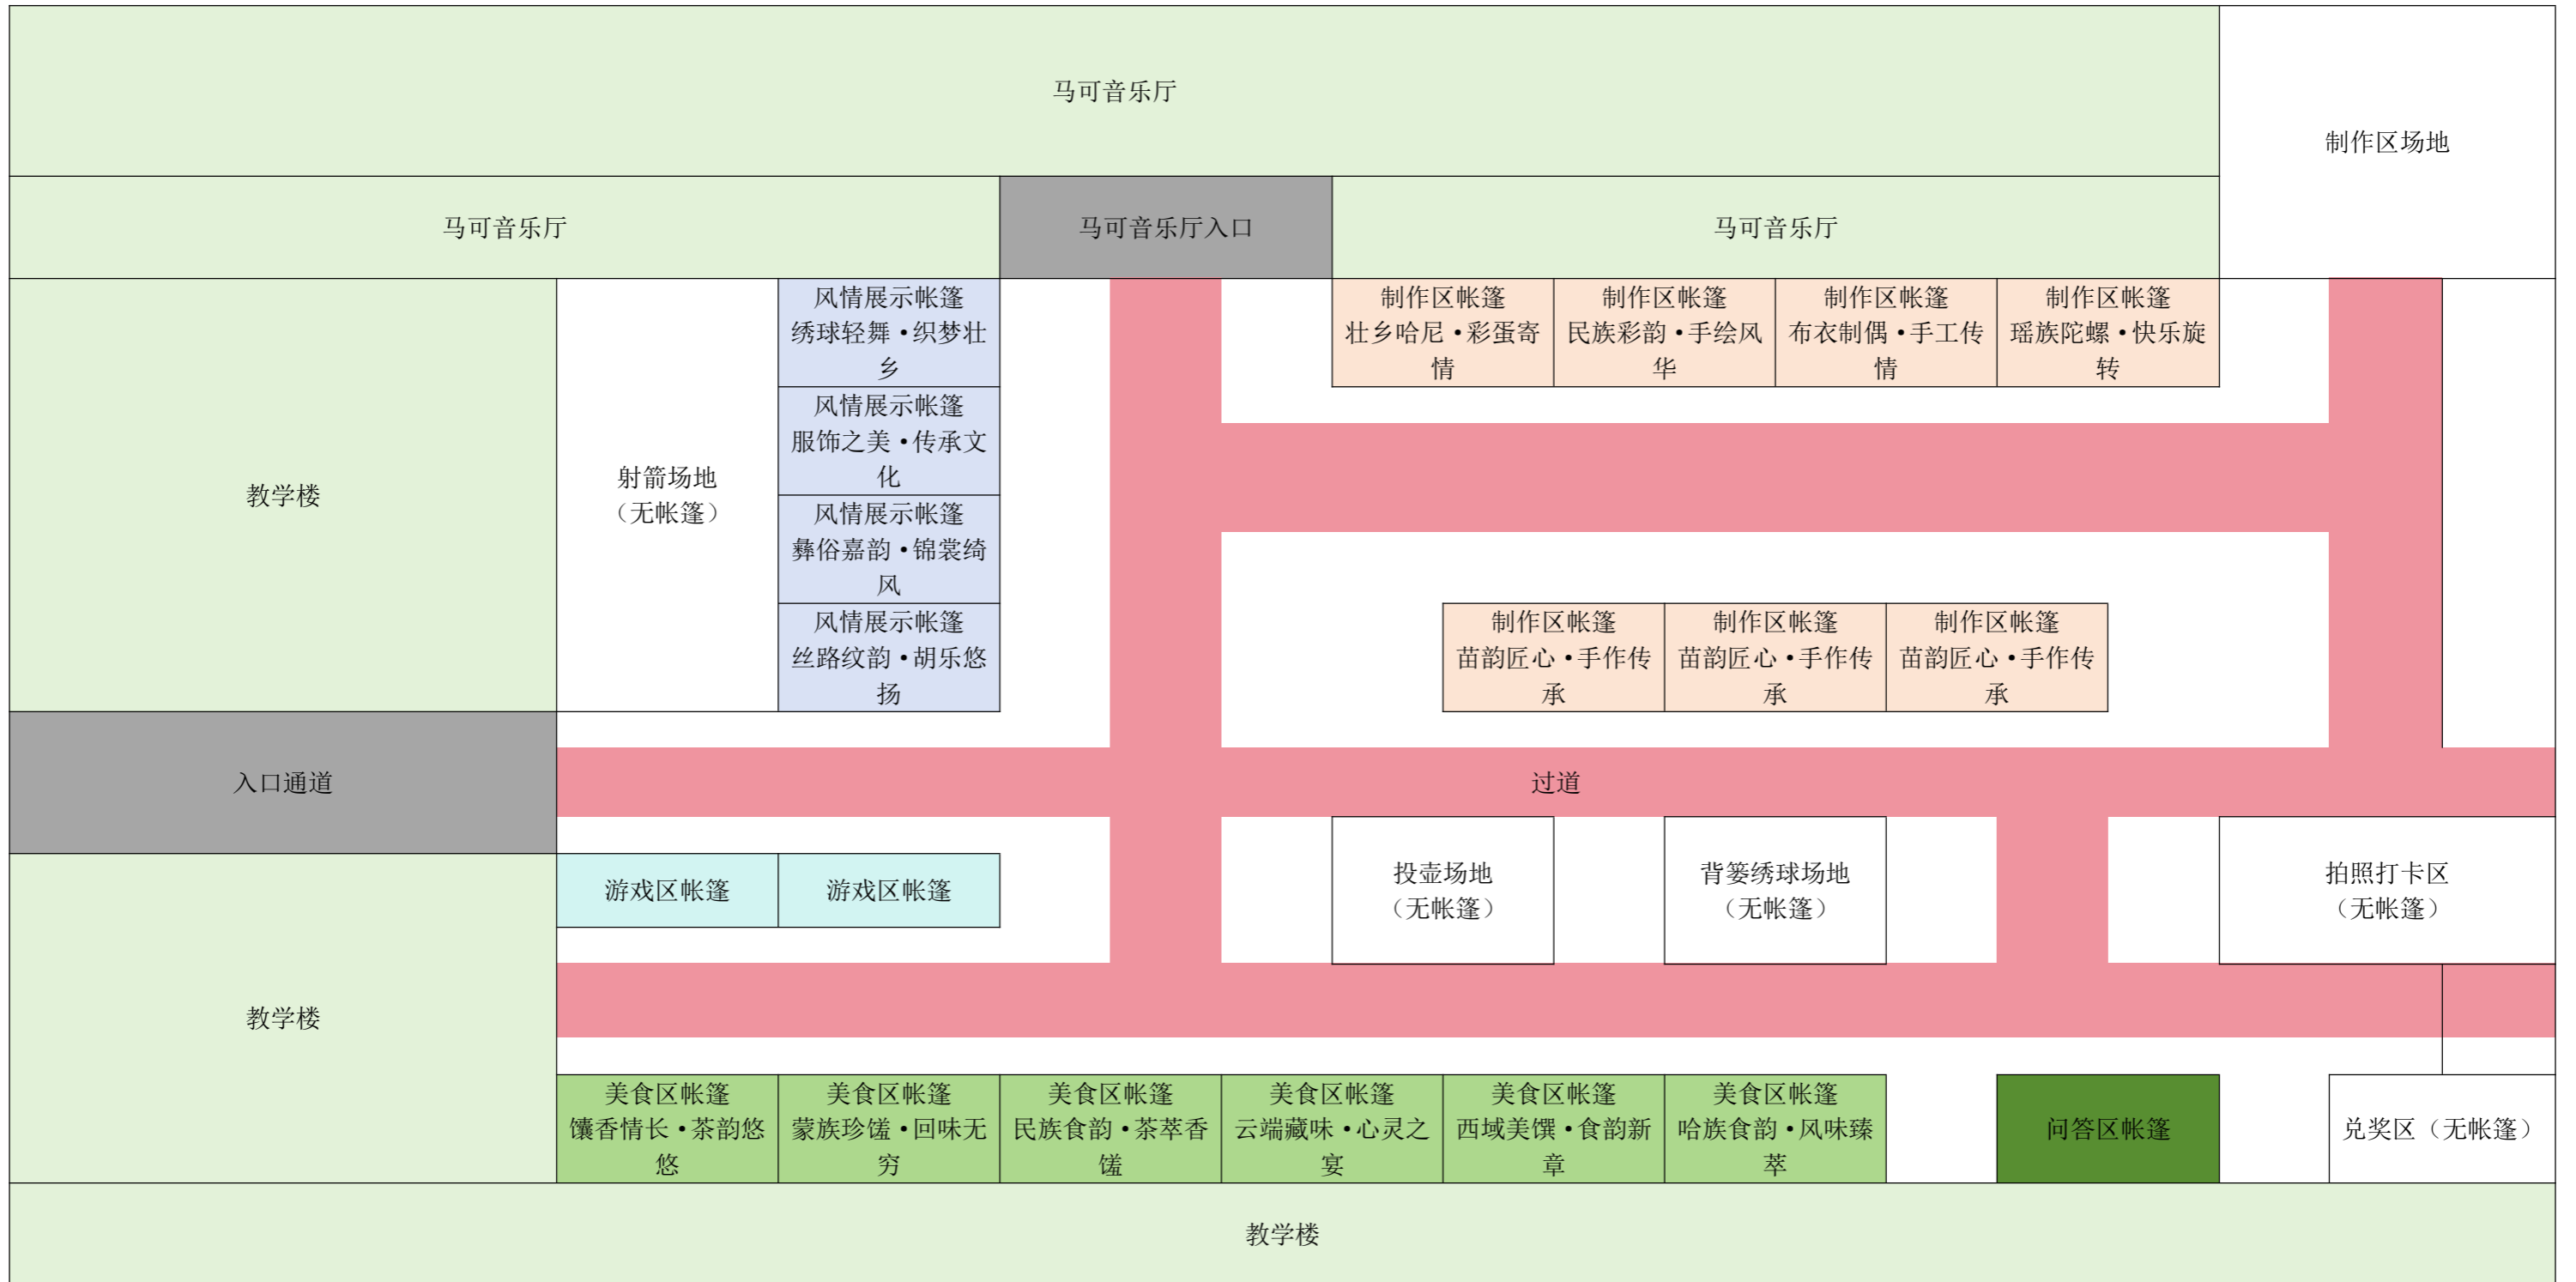 马可音乐厅
制作区场地
马可音乐厅
马可音乐厅入口
马可音乐厅
教学楼
射箭场地
（无帐篷）
风情展示帐篷
绣球轻舞·织梦壮
乡
风情展示帐篷
服饰之美·传承文
化
风情展示帐篷
彝俗嘉韵·锦裳绮
风
风情展示帐篷
丝路纹韵·胡乐悠
扬
制作区帐篷
壮乡哈尼·彩蛋寄
情
制作区帐篷
民族彩韵·手绘风
华
制作区帐篷
布衣制偶·手工传
情
制作区帐篷
瑶族陀螺·快乐旋
转
制作区帐篷
苗韵匠心·手作传
承
制作区帐篷
苗韵匠心·手作传
承
制作区帐篷
苗韵匠心·手作传
承
入口通道
过道
教学楼
游戏区帐篷
游戏区帐篷
投壶场地
（无帐篷）
背篓绣球场地
（无帐篷）
拍照打卡区
（无帐篷）
美食区帐篷
馕香情长·茶韵悠
悠
美食区帐篷
蒙族珍馐·回味无
穷
美食区帐篷
民族食韵·茶萃香
馐
美食区帐篷
云端藏味·心灵之
宴
美食区帐篷
西域美馔·食韵新
章
美食区帐篷
哈族食韵·风味臻
萃
问答区帐篷
兑奖区（无帐篷）
教学楼